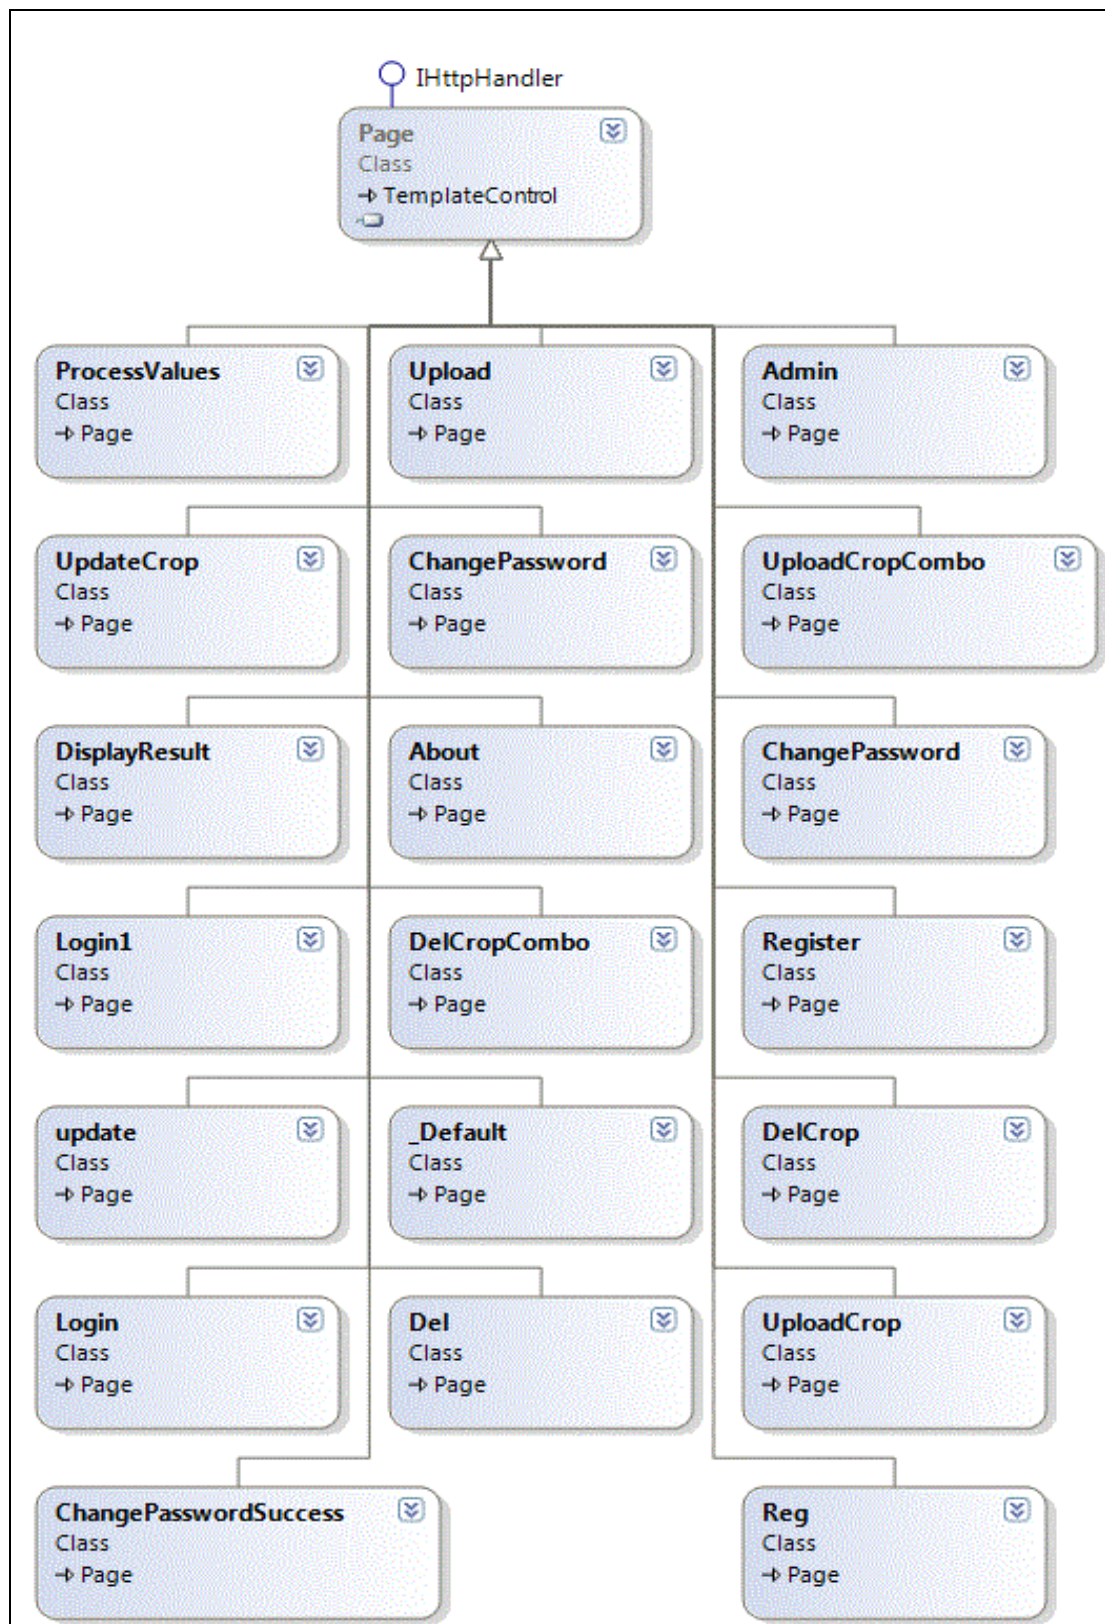 IHttpHandler
Page
Class
TemplateControl
ProcessValues
Class
Page
Upload
Class
Page
Admin
Class
Page
UpdateCrop
Class
Page
ChangePassword
Class
Page
UploadCropCombo
Class
Page
DisplayResult
Class
Page
About
Class
Page
ChangePassword
Class
Page
Login1
Class
Page
DelCropCombo
Class
Page
Register
Class
Page
update
Class
Page
_Default
Class
Page
DelCrop
Class
Page
Login
Class
Page
Del
Class
Page
UploadCrop
Class
Page
ChangePasswordSuccess
Class
Page
Reg
Class
Page